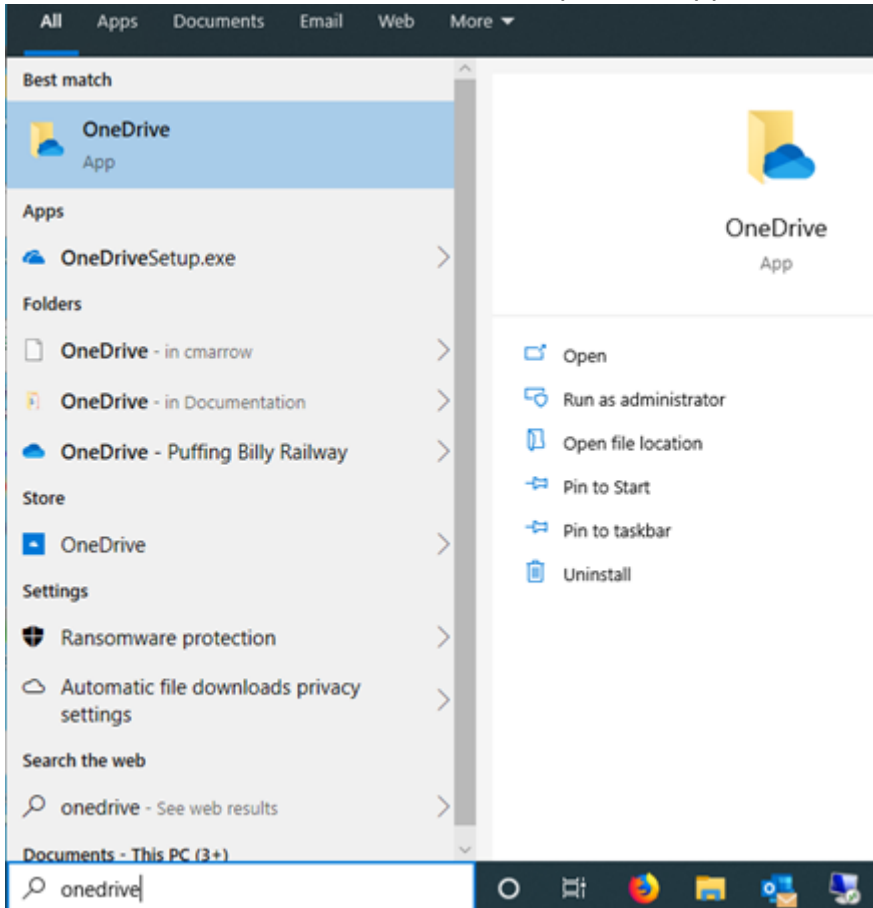 All Apps Documents Email Web More
Best match
OneDrive
App
Apps
OneDriveSetup.exe
Folders
OneDrive - in cmarrow
OneDrive - in Documentation
OneDrive - Puffing Billy Railway
Store
OneDrive
Settings
Ransomware protection
Automatic file downloads privacy
settings
Search the web
onedrive - See web results
Documents - This PC (3+)
onedrive
OneDrive
App
Open
Run as administrator
Open file location
Pin to Start
Pin to taskbar
Uninstall